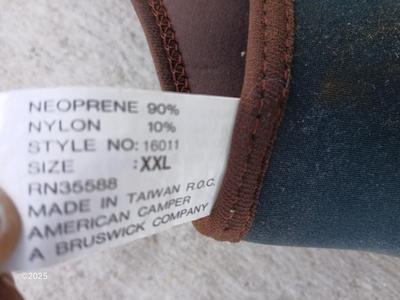 NEOPRENE 90%
NYLON 10%
STYLE NO: 16011
SIZE :XXL
RN35588
MADE IN TAIWAN R.O.C.
AMERICAN CAMPER
A BRUSWICK COMPANY
©2025